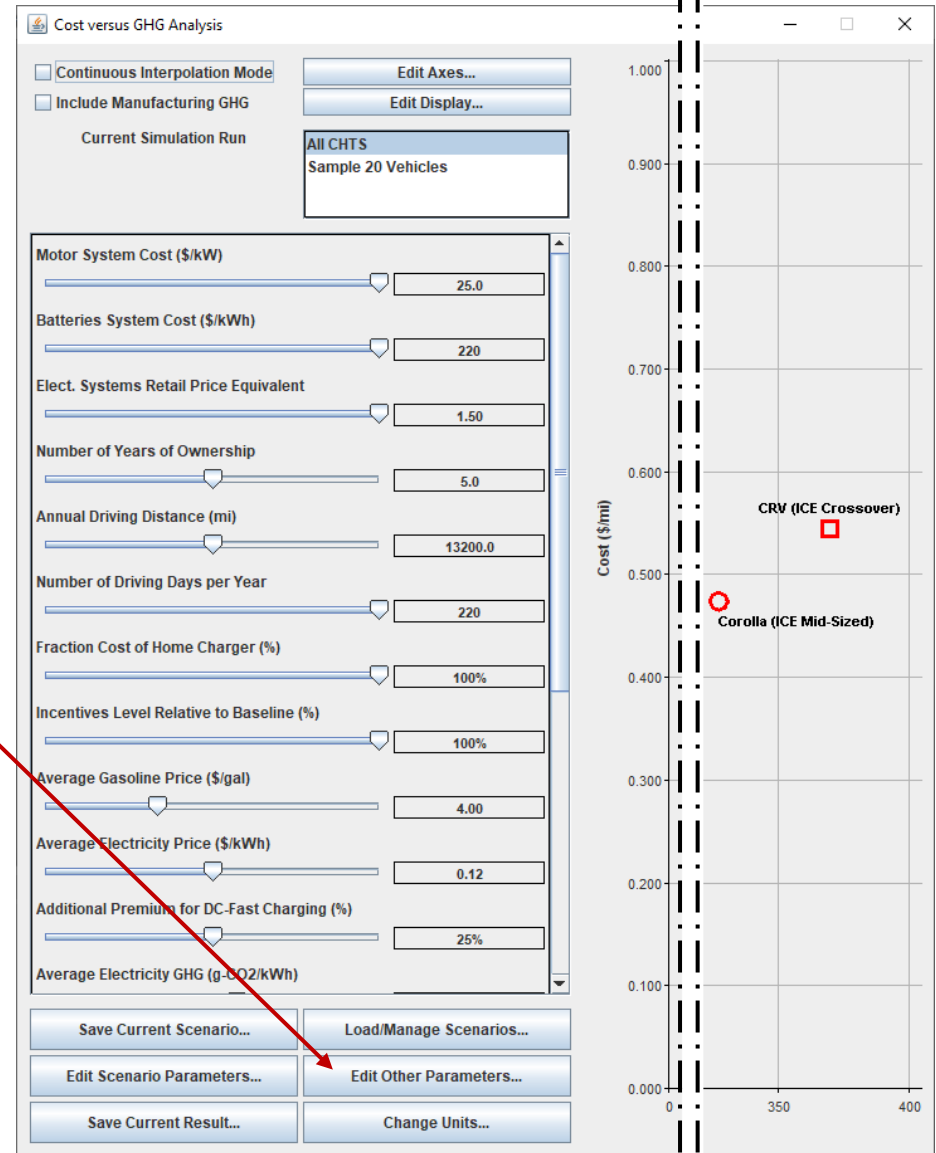 Cost versus GHG Analysis
Continuous Interpolation Mode
Edit Axes...
Include Manufacturing GHG
Edit Display...
Current Simulation Run
All CHTS
Sample 20 Vehicles
Motor System Cost ($/kW)
25.0
Batteries System Cost ($/kWh)
220
Elect. Systems Retail Price Equivalent
1.50
Number of Years of Ownership
5.0
Annual Driving Distance (mi)
13200.0
Number of Driving Days per Year
220
Fraction Cost of Home Charger (%)
100%
Incentives Level Relative to Baseline (%)
100%
Average Gasoline Price ($/gal)
4.00
Average Electricity Price ($/kWh)
0.12
Additional Premium for DC-Fast Charging (%)
25%
Average Electricity GHG (g-CO2/kWh)
Save Current Scenario...
Load/Manage Scenarios...
Edit Scenario Parameters...
Edit Other Parameters...
Save Current Result...
Change Units...
Cost ($/mi)
1.000
0.900
0.800
0.700
0.600
0.500
0.400
0.300
0.200
0.100
0.000
CRV (ICE Crossover)
Corolla (ICE Mid-Sized)
0
350
400